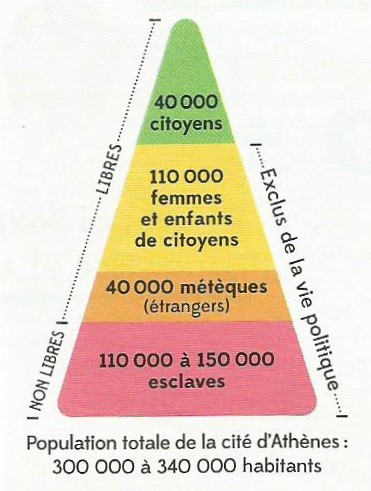 40 000
citoyens
110 000
femmes
et enfants
de citoyens
40 000 métèques
(étrangers)
110 000 à 150 000
esclaves
LIBRES
NON LIBRES
Exclus de la vie politique
Population totale de la cité d'Athènes :
300 000 à 340 000 habitants